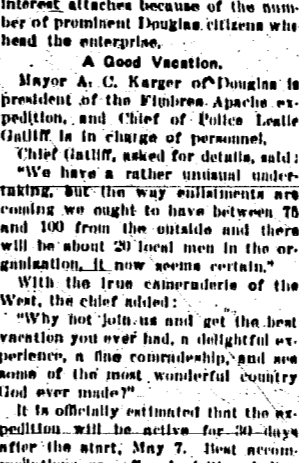 interest attaches because of the num-
ber of prominent Douglas citizens who
head the enterprise.
A Good Vacation.
Mayor A. C. Karger of Douglas is
president of the Fimbres Apache ex-
pedition, and Chief of Police Leslie
Gatliff is in charge of personnel.
Chief Gatliff, asked for details, said:
"We have a rather unusual under-
taking, but the way enlistments are
coming we ought to have between 75
and 100 from the outside and there
will be about 20 local men in the or-
ganization, it now seems certain."
With the true camaraderie of the
West, the chief added:
"Why not join us and get the best
vacation you ever had, a delightful ex-
perience, a fine comradeship, and see
some of the most wonderful country
God ever made?"
It is officially estimated that the ex-
pedition will be active for 30 days
after the start, May 7. Best accom-